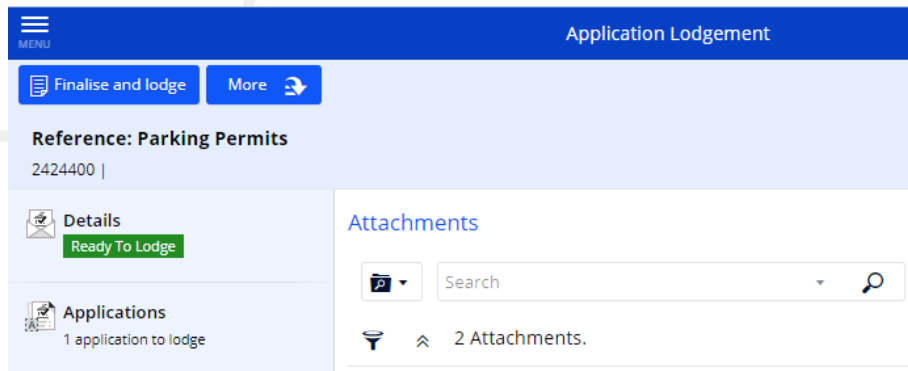 MENU
Application Lodgement
Finalise and lodge
More
Reference: Parking Permits
2424400 |
Details
Ready To Lodge
Applications
1 application to lodge
Attachments
Search
2 Attachments.